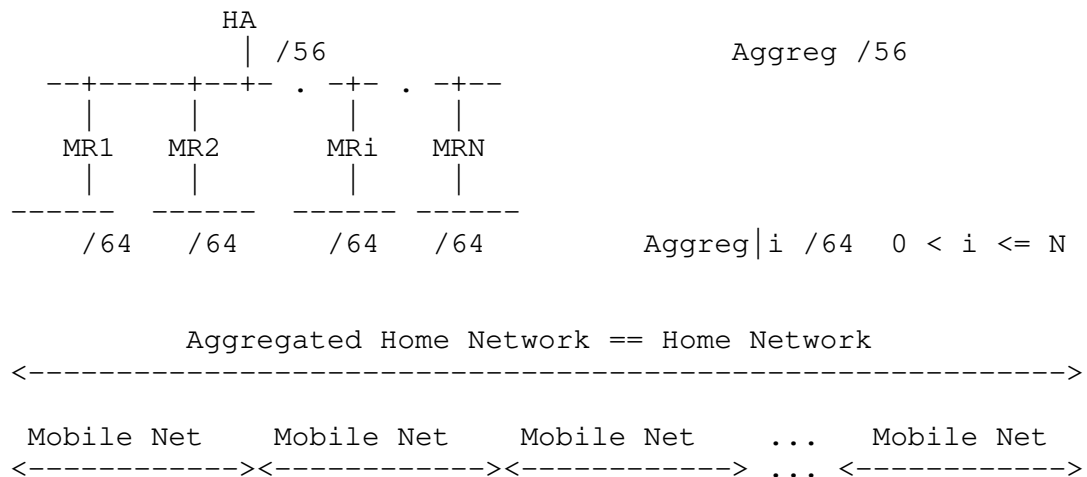 HA
| /56                        Aggreg /56
--+-----+--+- . -+- . -+--
|     |        |     |
MR1   MR2      MRi   MRN
|     |        |     |
------  ------  ------ ------
/64   /64      /64   /64         Aggreg|i /64  0 < i <= N
Aggregated Home Network == Home Network
<----------------------------------------------------------->
Mobile Net    Mobile Net    Mobile Net    ...   Mobile Net
<------------><------------><------------> ... <------------>